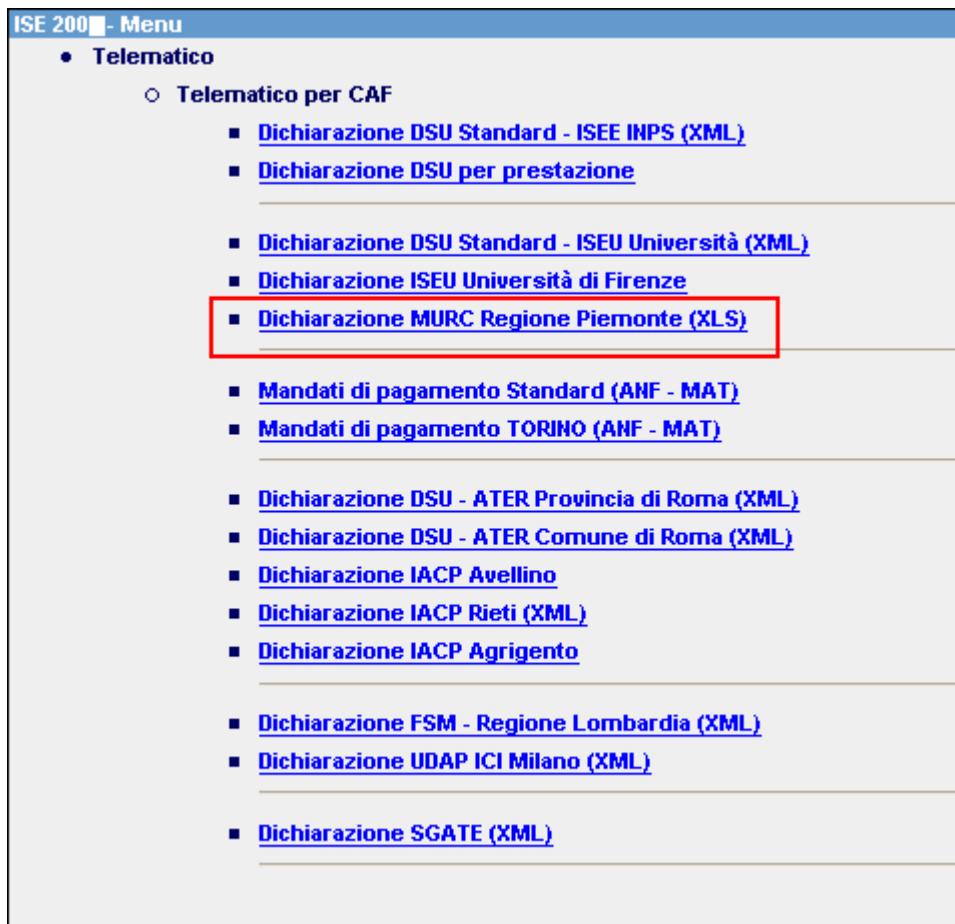 ISE 200 - Menu
Telematico
Telematico per CAF
Dichiarazione DSU Standard - ISEE INPS (XML)
Dichiarazione DSU per prestazione
Dichiarazione DSU Standard - ISEU Università (XML)
Dichiarazione ISEU Università di Firenze
Dichiarazione MURC Regione Piemonte (XLS)
Mandati di pagamento Standard (ANF - MAT)
Mandati di pagamento TORINO (ANF - MAT)
Dichiarazione DSU - ATER Provincia di Roma (XML)
Dichiarazione DSU - ATER Comune di Roma (XML)
Dichiarazione IACP Avellino
Dichiarazione IACP Rieti (XML)
Dichiarazione IACP Agrigento
Dichiarazione FSM - Regione Lombardia (XML)
Dichiarazione UDAP ICI Milano (XML)
Dichiarazione SGATE (XML)